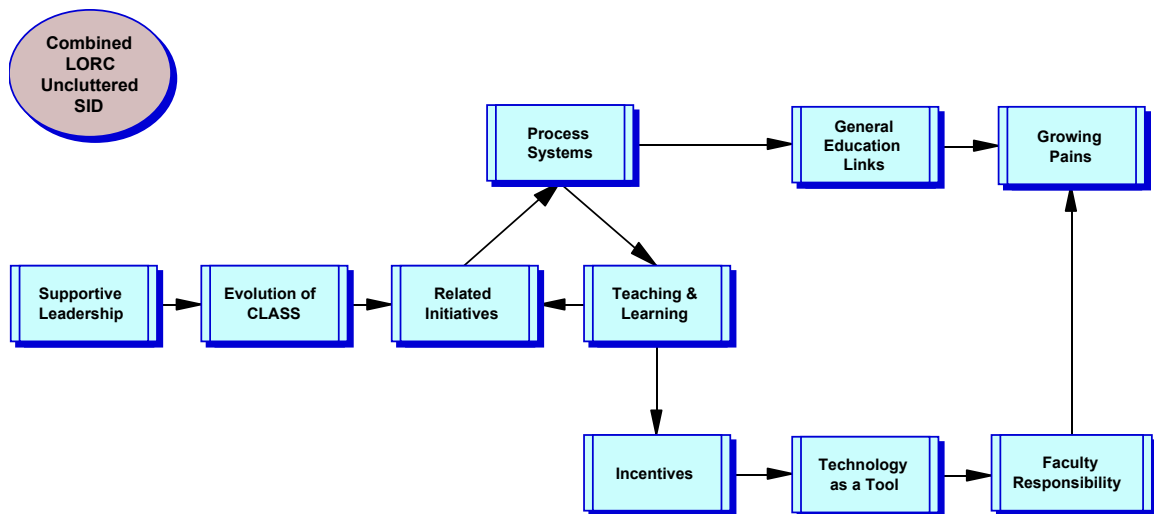 Combined
LORC
Uncluttered
SID
Process
Systems
General
Education
Links
Growing
Pains
Supportive
Leadership
Evolution of
CLASS
Related
Initiatives
Teaching &
Learning
Incentives
Technology
as a Tool
Faculty
Responsibility